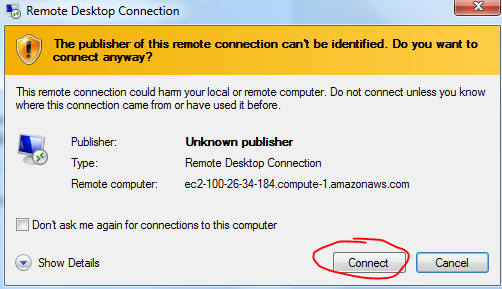 Remote Desktop Connection
The publisher of this remote connection can't be identified. Do you want to
connect anyway?
This remote connection could harm your local or remote computer. Do not connect unless you know
where this connection came from or have used it before.
Publisher: Unknown publisher
Type: Remote Desktop Connection
Remote computer: ec2-100-26-34-184.compute-1.amazonaws.com
Don't ask me again for connections to this computer
Show Details Connect Cancel